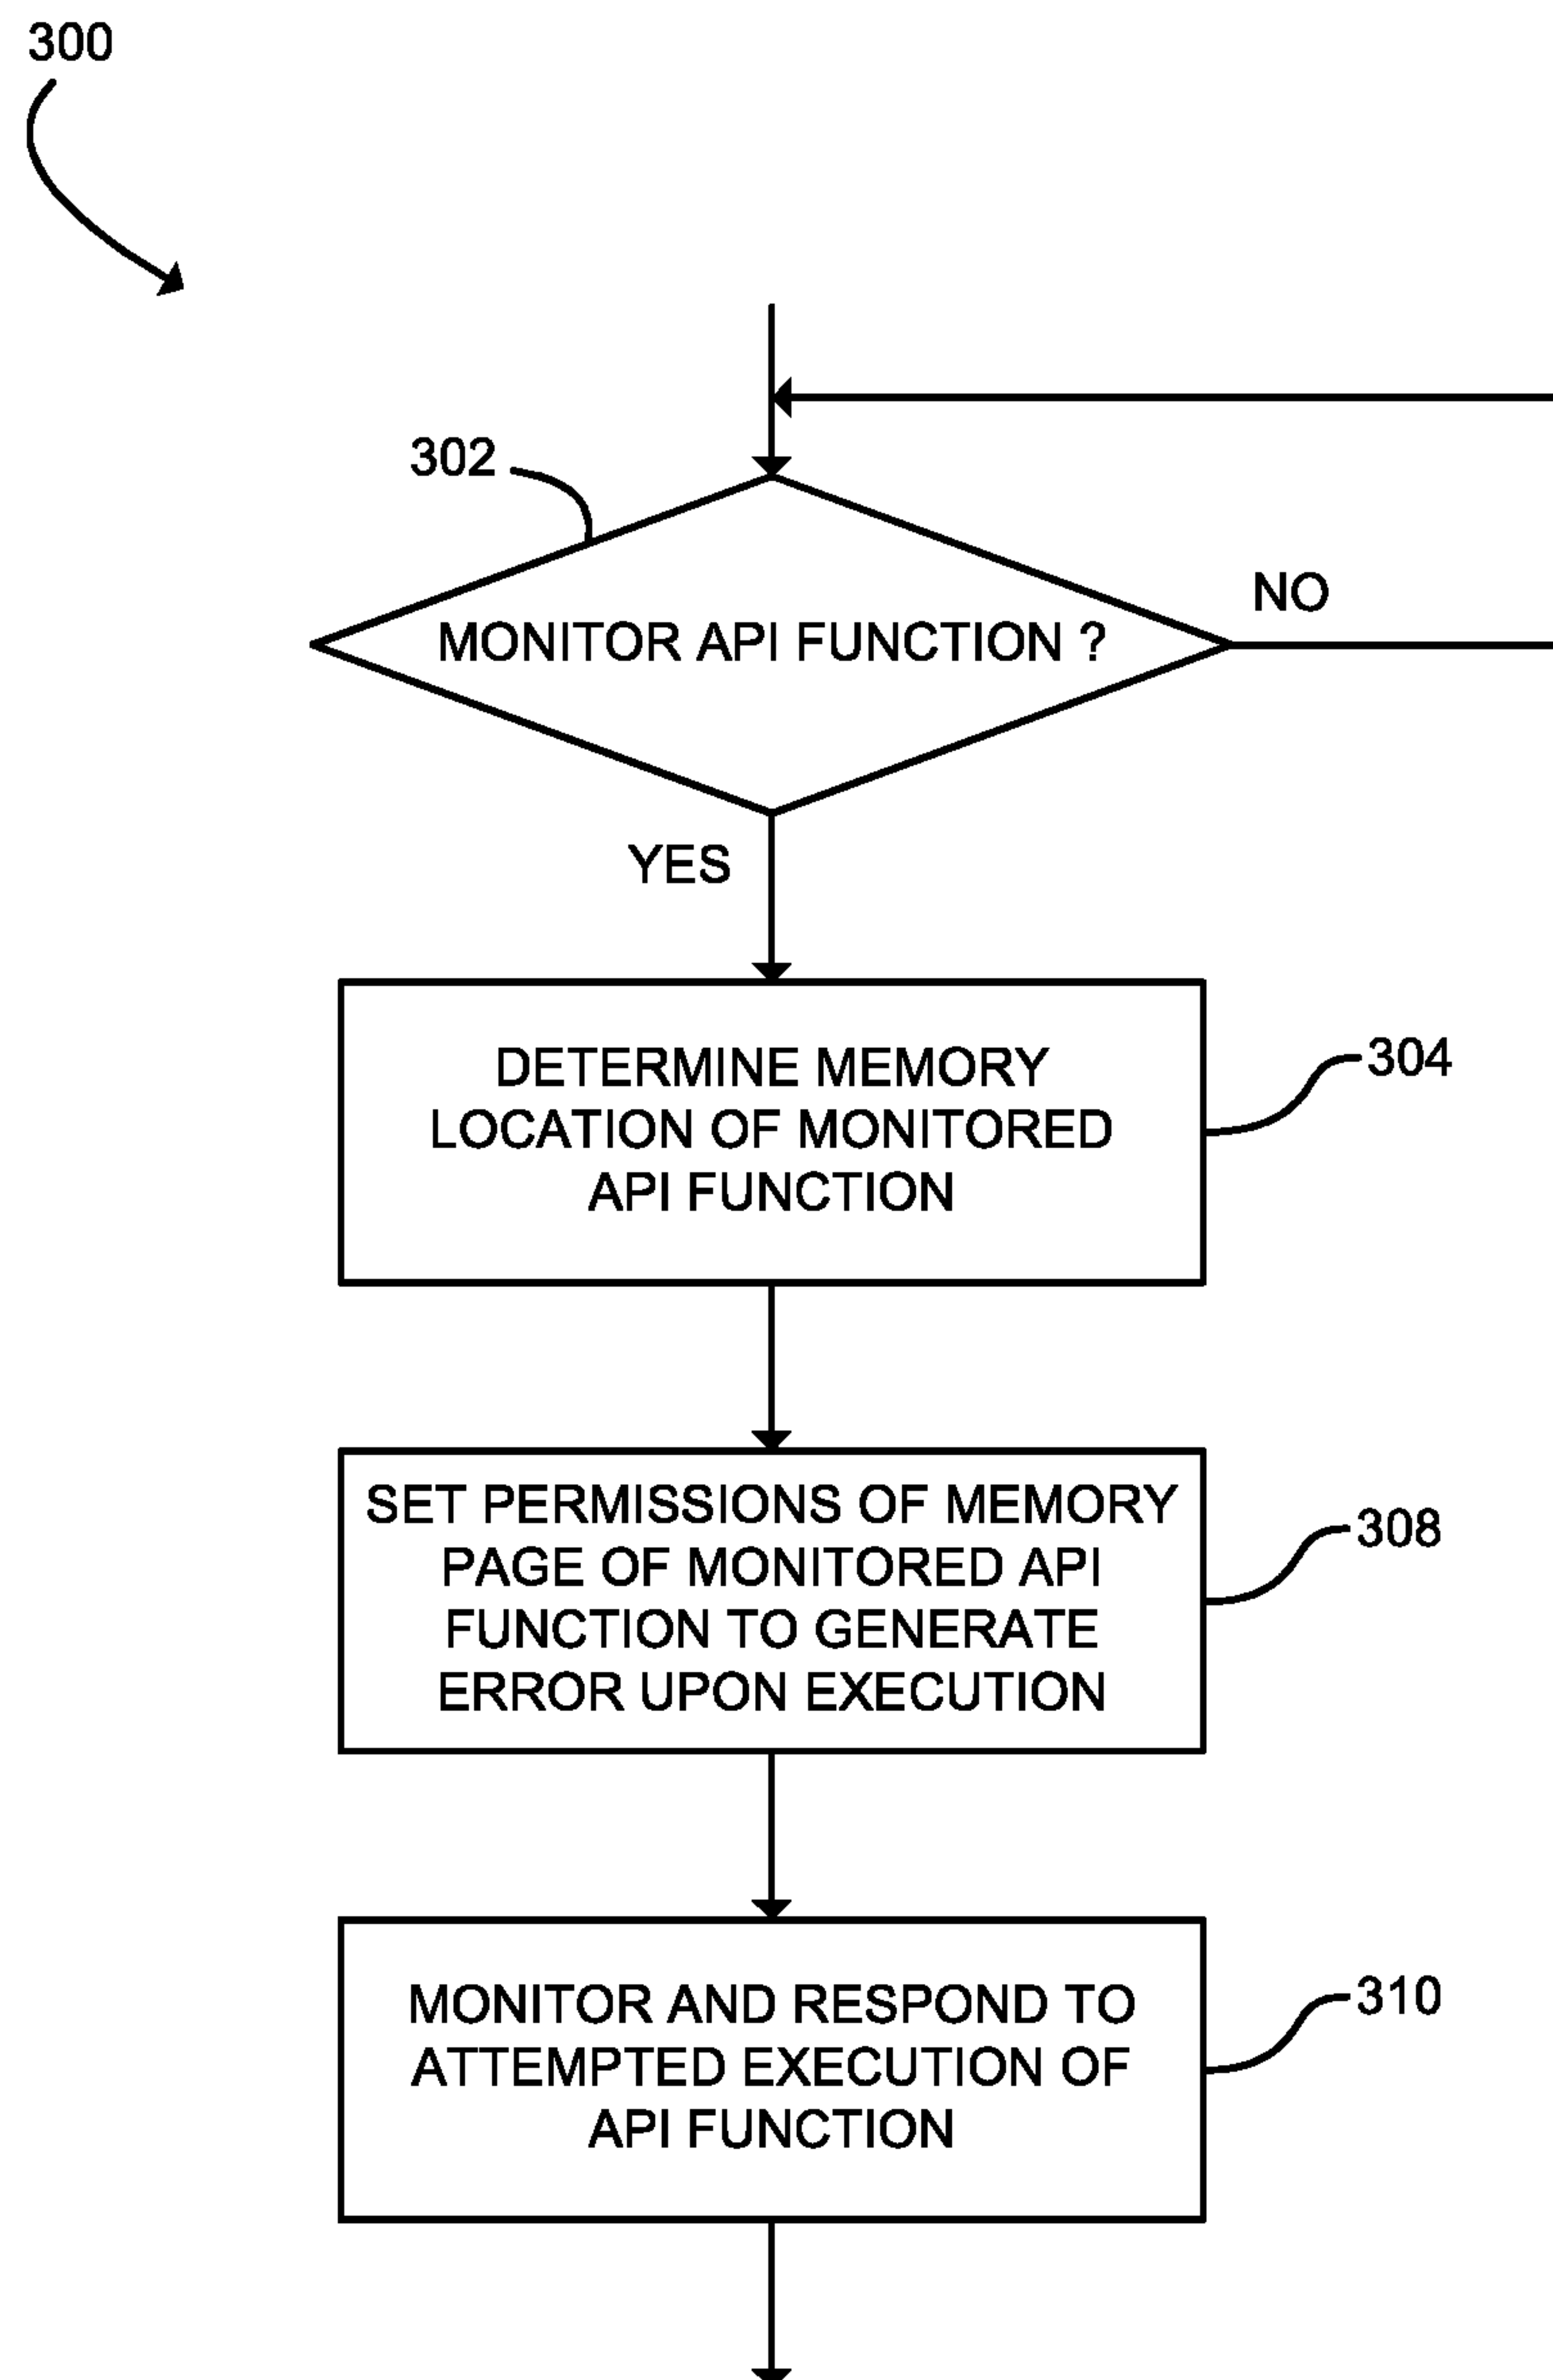 300
302
MONITOR API FUNCTION ?
NO
YES
DETERMINE MEMORY
LOCATION OF MONITORED
API FUNCTION
304
SET PERMISSIONS OF MEMORY
PAGE OF MONITORED API
FUNCTION TO GENERATE
ERROR UPON EXECUTION
308
MONITOR AND RESPOND TO
ATTEMPTED EXECUTION OF
API FUNCTION
310